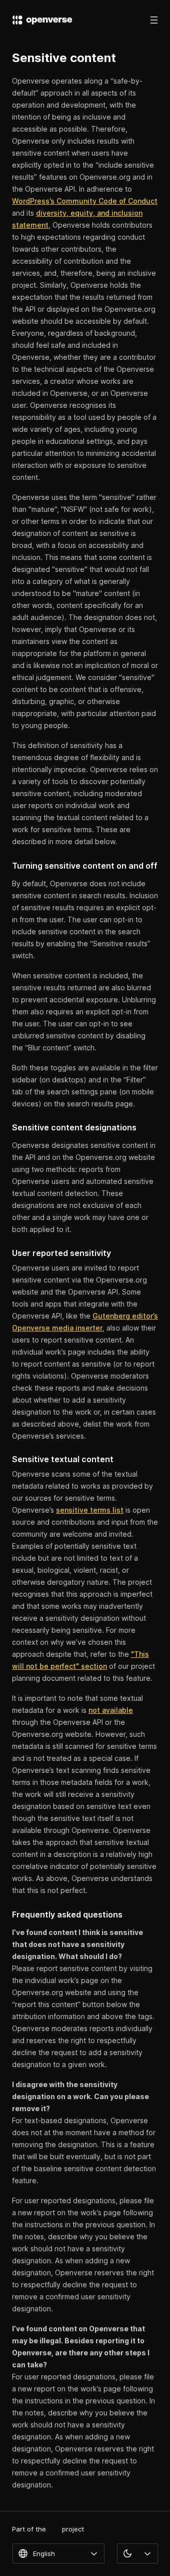 openverse
Sensitive content
Openverse operates along a "safe-by-
default" approach in all aspects of its
operation and development, with the
intention of being as inclusive and
accessible as possible. Therefore,
Openverse only includes results with
sensitive content when users have
explicitly opted in to the "include sensitive
results" features on Openverse.org and in
the Openverse API. In adherence to
WordPress's Community Code of Conduct
and its diversity, equity, and inclusion
statement, Openverse holds contributors
to high expectations regarding conduct
towards other contributors, the
accessibility of contribution and the
services, and, therefore, being an inclusive
project. Similarly, Openverse holds the
expectation that the results returned from
the API or displayed on the Openverse.org
website should be accessible by default.
Everyone, regardless of background,
should feel safe and included in
Openverse, whether they are a contributor
to the technical aspects of the Openverse
services, a creator whose works are
included in Openverse, or an Openverse
user. Openverse recognises its
responsibility as a tool used by people of a
wide variety of ages, including young
people in educational settings, and pays
particular attention to minimizing accidental
interaction with or exposure to sensitive
content.
Openverse uses the term "sensitive" rather
than "mature", "NSFW" (not safe for work),
or other terms in order to indicate that our
designation of content as sensitive is
broad, with a focus on accessibility and
inclusion. This means that some content is
designated "sensitive" that would not fall
into a category of what is generally
understood to be "mature" content (in
other words, content specifically for an
adult audience). The designation does not,
however, imply that Openverse or its
maintainers view the content as
inappropriate for the platform in general
and is likewise not an implication of moral or
ethical judgement. We consider "sensitive"
content to be content that is offensive,
disturbing, graphic, or otherwise
inappropriate, with particular attention paid
to young people.
This definition of sensitivity has a
tremendous degree of flexibility and is
intentionally imprecise. Openverse relies on
a variety of tools to discover potentially
sensitive content, including moderated
user reports on individual work and
scanning the textual content related to a
work for sensitive terms. These are
described in more detail below.
Turning sensitive content on and off
By default, Openverse does not include
sensitive content in search results. Inclusion
of sensitive results requires an explicit opt-
in from the user. The user can opt-in to
include sensitive content in the search
results by enabling the "Sensitive results"
switch.
When sensitive content is included, the
sensitive results returned are also blurred
to prevent accidental exposure. Unblurring
them also requires an explicit opt-in from
the user. The user can opt-in to see
unblurred sensitive content by disabling
the "Blur content" switch.
Both these toggles are available in the filter
sidebar (on desktops) and in the "Filter"
tab of the search settings pane (on mobile
devices) on the search results page.
Sensitive content designations
Openverse designates sensitive content in
the API and on the Openverse.org website
using two methods: reports from
Openverse users and automated sensitive
textual content detection. These
designations are not exclusive of each
other and a single work may have one or
both applied to it.
User reported sensitivity
Openverse users are invited to report
sensitive content via the Openverse.org
website and the Openverse API. Some
tools and apps that integrate with the
Openverse API, like the Gutenberg editor's
Openverse media inserter, also allow their
users to report sensitive content. An
individual work's page includes the ability
to report content as sensitive (or to report
rights violations). Openverse moderators
check these reports and make decisions
about whether to add a sensitivity
designation to the work or, in certain cases
as described above, delist the work from
Openverse's services.
Sensitive textual content
Openverse scans some of the textual
metadata related to works as provided by
our sources for sensitive terms.
Openverse's sensitive terms list is open
source and contributions and input from the
community are welcome and invited.
Examples of potentially sensitive text
include but are not limited to text of a
sexual, biological, violent, racist, or
otherwise derogatory nature. The project
recognises that this approach is imperfect
and that some works may inadvertently
receive a sensitivity designation without
necessarily being sensitive. For more
context on why we've chosen this
approach despite that, refer to the "This
will not be perfect" section of our project
planning document related to this feature.
It is important to note that some textual
metadata for a work is not available
through the Openverse API or the
Openverse.org website. However, such
metadata is still scanned for sensitive terms
and is not treated as a special case. If
Openverse's text scanning finds sensitive
terms in those metadata fields for a work,
the work will still receive a sensitivity
designation based on sensitive text even
though the sensitive text itself is not
available through Openverse. Openverse
takes the approach that sensitive textual
content in a description is a relatively high
correlative indicator of potentially sensitive
works. As above, Openverse understands
that this is not perfect.
Frequently asked questions
I've found content I think is sensitive
that does not have a sensitivity
designation. What should I do?
Please report sensitive content by visiting
the individual work's page on the
Openverse.org website and using the
"report this content" button below the
attribution information and above the tags.
Openverse moderates reports individually
and reserves the right to respectfully
decline the request to add a sensitivity
designation to a given work.
I disagree with the sensitivity
designation on a work. Can you please
remove it?
For text-based designations, Openverse
does not at the moment have a method for
removing the designation. This is a feature
that will be built eventually, but is not part
of the baseline sensitive content detection
feature.
For user reported designations, please file
a new report on the work's page following
the instructions in the previous question. In
the notes, describe why you believe the
work should not have a sensitivity
designation. As when adding a new
designation, Openverse reserves the right
to respectfully decline the request to
remove a confirmed user sensitivity
designation.
I've found content on Openverse that
may be illegal. Besides reporting it to
Openverse, are there any other steps I
can take?
For user reported designations, please file
a new report on the work's page following
the instructions in the previous question. In
the notes, describe why you believe the
work should not have a sensitivity
designation. As when adding a new
designation, Openverse reserves the right
to respectfully decline the request to
remove a confirmed user sensitivity
designation.
Part of the project
English